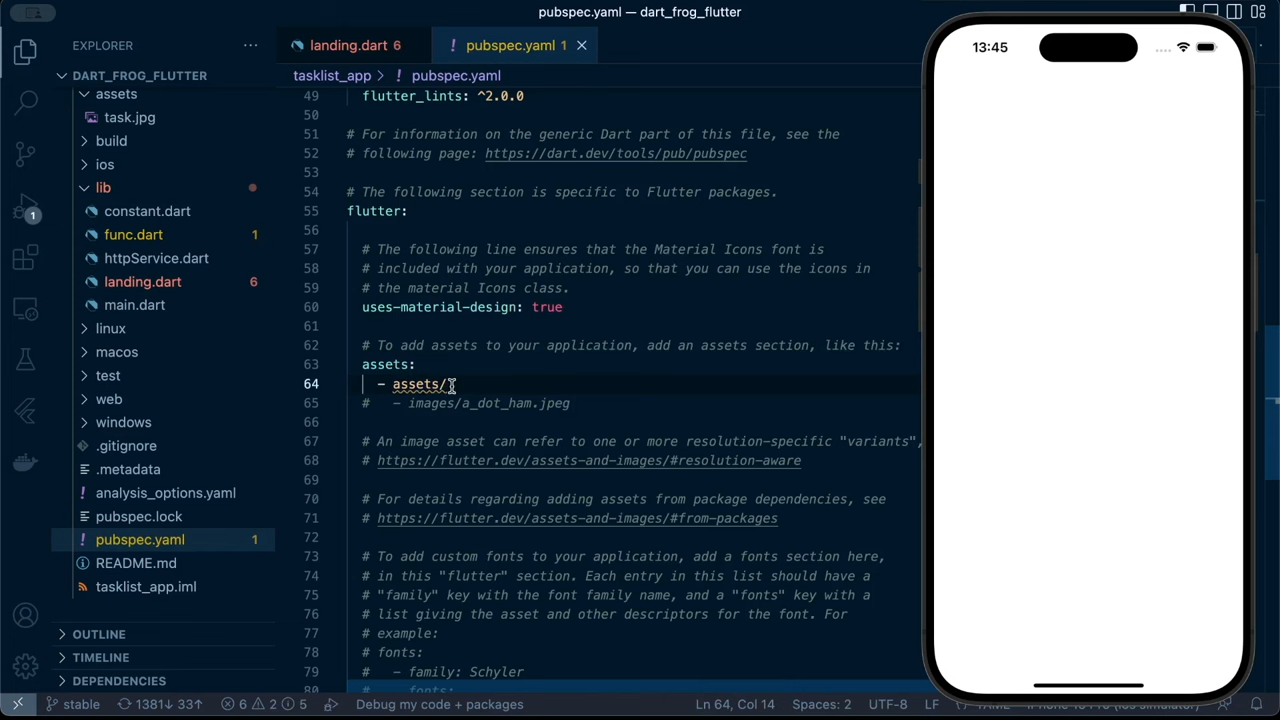 pubspec.yaml — dart_frog_flutter
EXPLORER
DART_FROG_FLUTTER
assets
task.jpg
build
ios
lib
constant.dart
func.dart 1
httpService.dart
landing.dart 6
main.dart
linux
macos
test
web
windows
.gitignore
.metadata
analysis_options.yaml
pubspec.lock
pubspec.yaml 1
README.md
tasklist_app.iml
OUTLINE
TIMELINE
DEPENDENCIES
1
landing.dart 6
! pubspec.yaml 1
tasklist_app > ! pubspec.yaml
49 flutter_lints: ^2.0.0
50
51 # For information on the generic Dart part of this file, see the
52 # following page: https://dart.dev/tools/pub/pubspec
53
54 # The following section is specific to Flutter packages.
55 flutter:
56
57 # The following line ensures that the Material Icons font is
58 # included with your application, so that you can use the icons in
59 # the material Icons class.
60 uses-material-design: true
61
62 # To add assets to your application, add an assets section, like this:
63 assets:
64 - assets/
65 # - images/a_dot_ham.jpeg
66
67 # An image asset can refer to one or more resolution-specific "variants",
68 # https://flutter.dev/assets-and-images/#resolution-aware
69
70 # For details regarding adding assets from package dependencies, see
71 # https://flutter.dev/assets-and-images/#from-packages
72
73 # To add custom fonts to your application, add a fonts section here,
74 # in this "flutter" section. Each entry in this list should have a
75 # "family" key with the font family name, and a "fonts" key with a
76 # list giving the asset and other descriptors for the font. For
77 # example:
78 # fonts:
79 # - family: Schyler
80 # fonts:
13:45
stable 1381↓ 33↑ 6 2 5 Debug my code + packages Ln 64, Col 14 Spaces: 2 UTF-8 LF